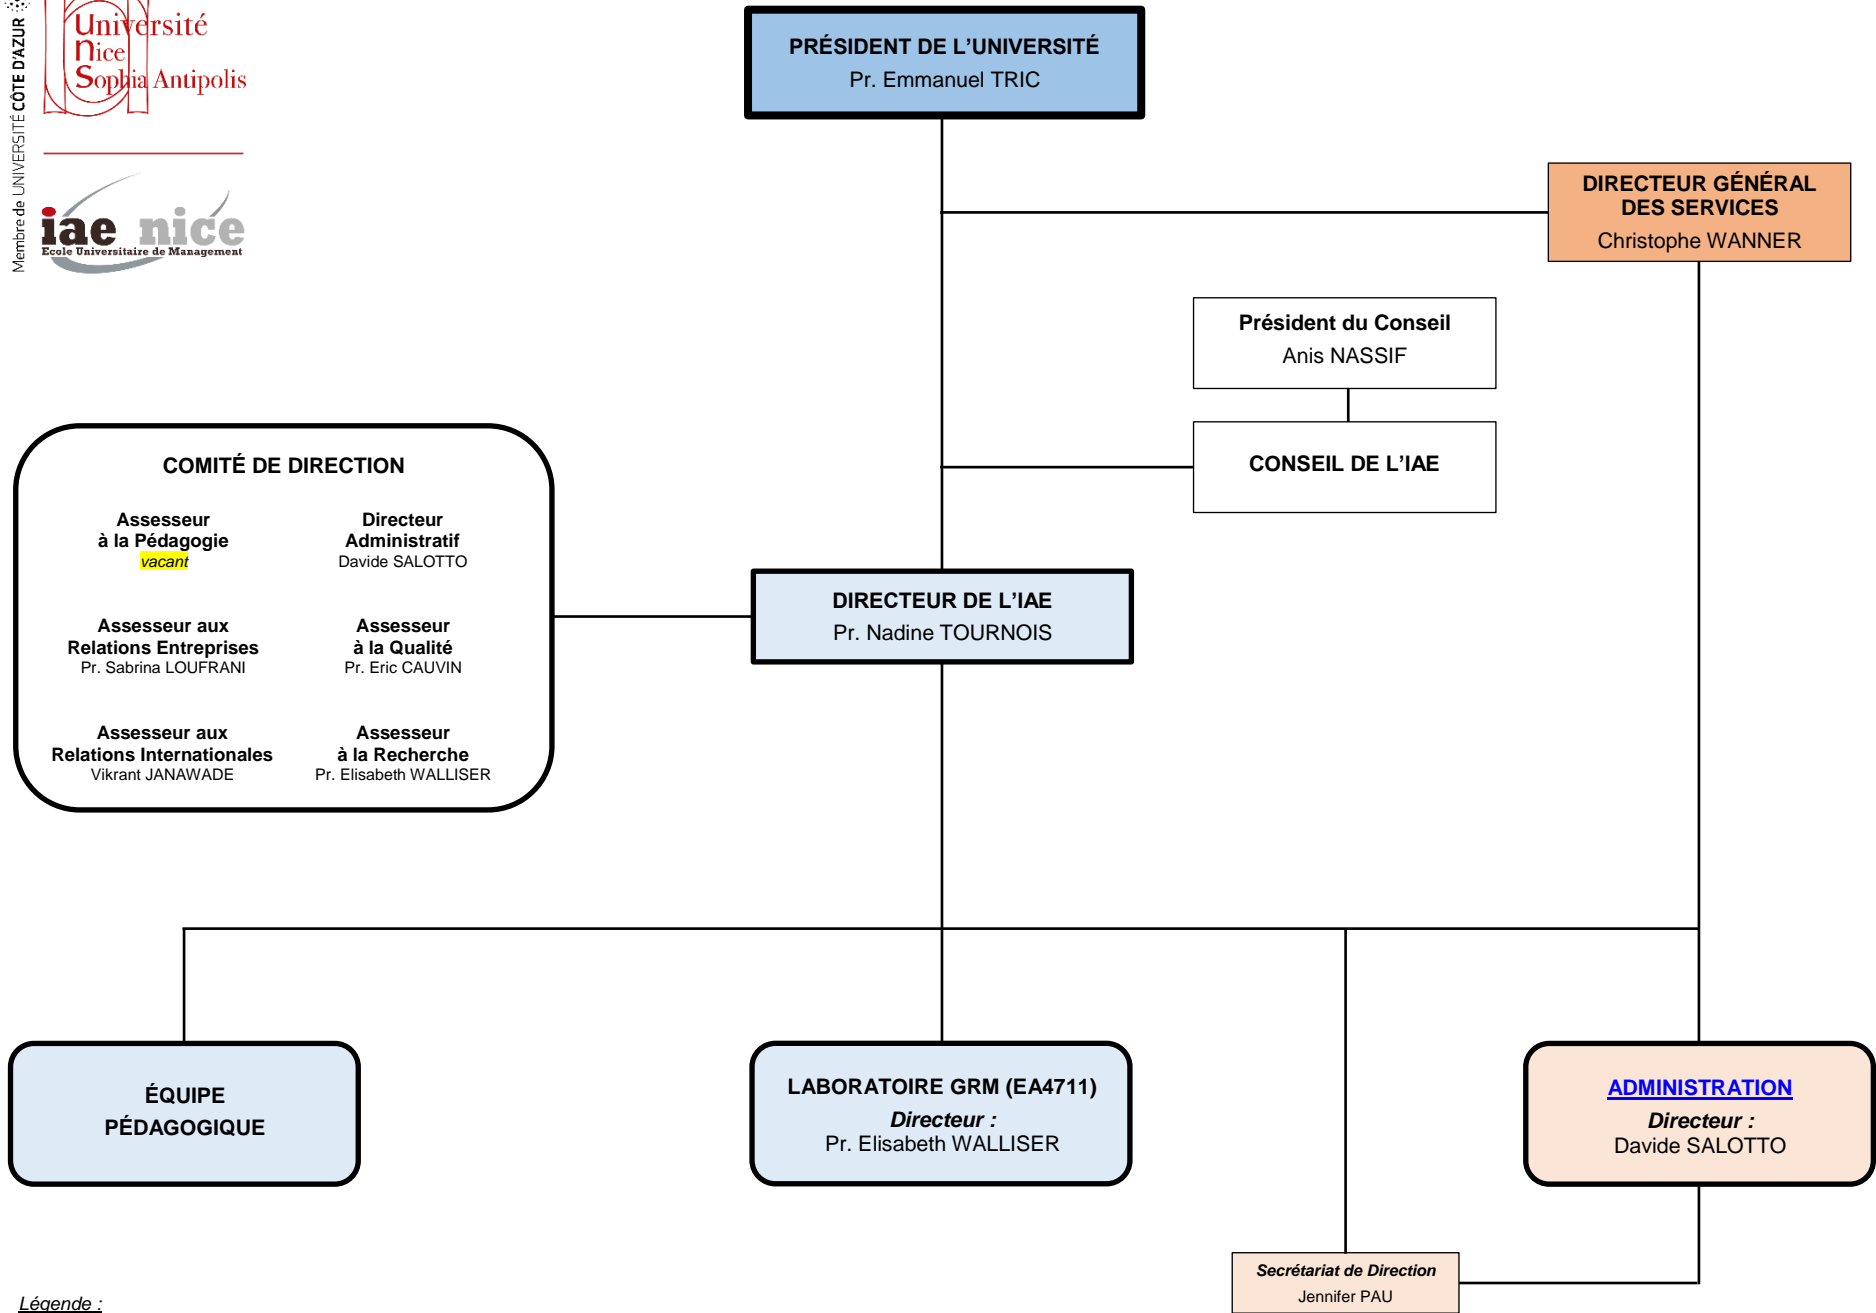 Membre de UNIVERSITÉ CÔTE D'AZUR
Université
Nice
Sophia Antipolis
iae nice
Ecole Universitaire de Management
PRÉSIDENT DE L'UNIVERSITÉ
Pr. Emmanuel TRIC
DIRECTEUR GÉNÉRAL
DES SERVICES
Christophe WANNER
Président du Conseil
Anis NASSIF
CONSEIL DE L'IAE
COMITÉ DE DIRECTION
Assesseur
à la Pédagogie
vacant
Directeur
Administratif
Davide SALOTTO
Assesseur aux
Relations Entreprises
Pr. Sabrina LOUFRANI
Assesseur
à la Qualité
Pr. Eric CAUVIN
Assesseur aux
Relations Internationales
Vikrant JANAWADE
Assesseur
à la Recherche
Pr. Elisabeth WALLISER
DIRECTEUR DE L'IAE
Pr. Nadine TOURNOIS
ÉQUIPE
PÉDAGOGIQUE
LABORATOIRE GRM (EA4711)
Directeur :
Pr. Elisabeth WALLISER
ADMINISTRATION
Directeur :
Davide SALOTTO
Secrétariat de Direction
Jennifer PAU
Légende :